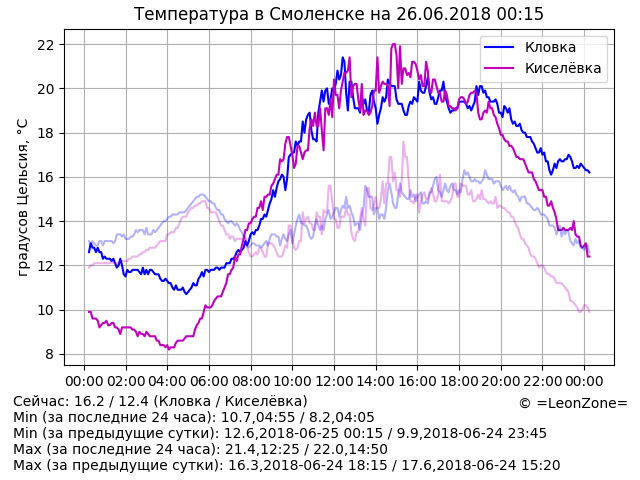 Температура в Смоленске на 26.06.2018 00:15
Кловка
Киселёвка
градусов Цельсия, °C
22
20
18
16
14
12
10
8
00:00 02:00 04:00 06:00 08:00 10:00 12:00 14:00 16:00 18:00 20:00 22:00 00:00
Сейчас: 16.2 / 12.4 (Кловка / Киселёвка)
© =LeonZone=
Min (за последние 24 часа): 10.7,04:55 / 8.2,04:05
Min (за предыдущие сутки): 12.6,2018-06-25 00:15 / 9.9,2018-06-24 23:45
Max (за последние 24 часа): 21.4,12:25 / 22.0,14:50
Max (за предыдущие сутки): 16.3,2018-06-24 18:15 / 17.6,2018-06-24 15:20